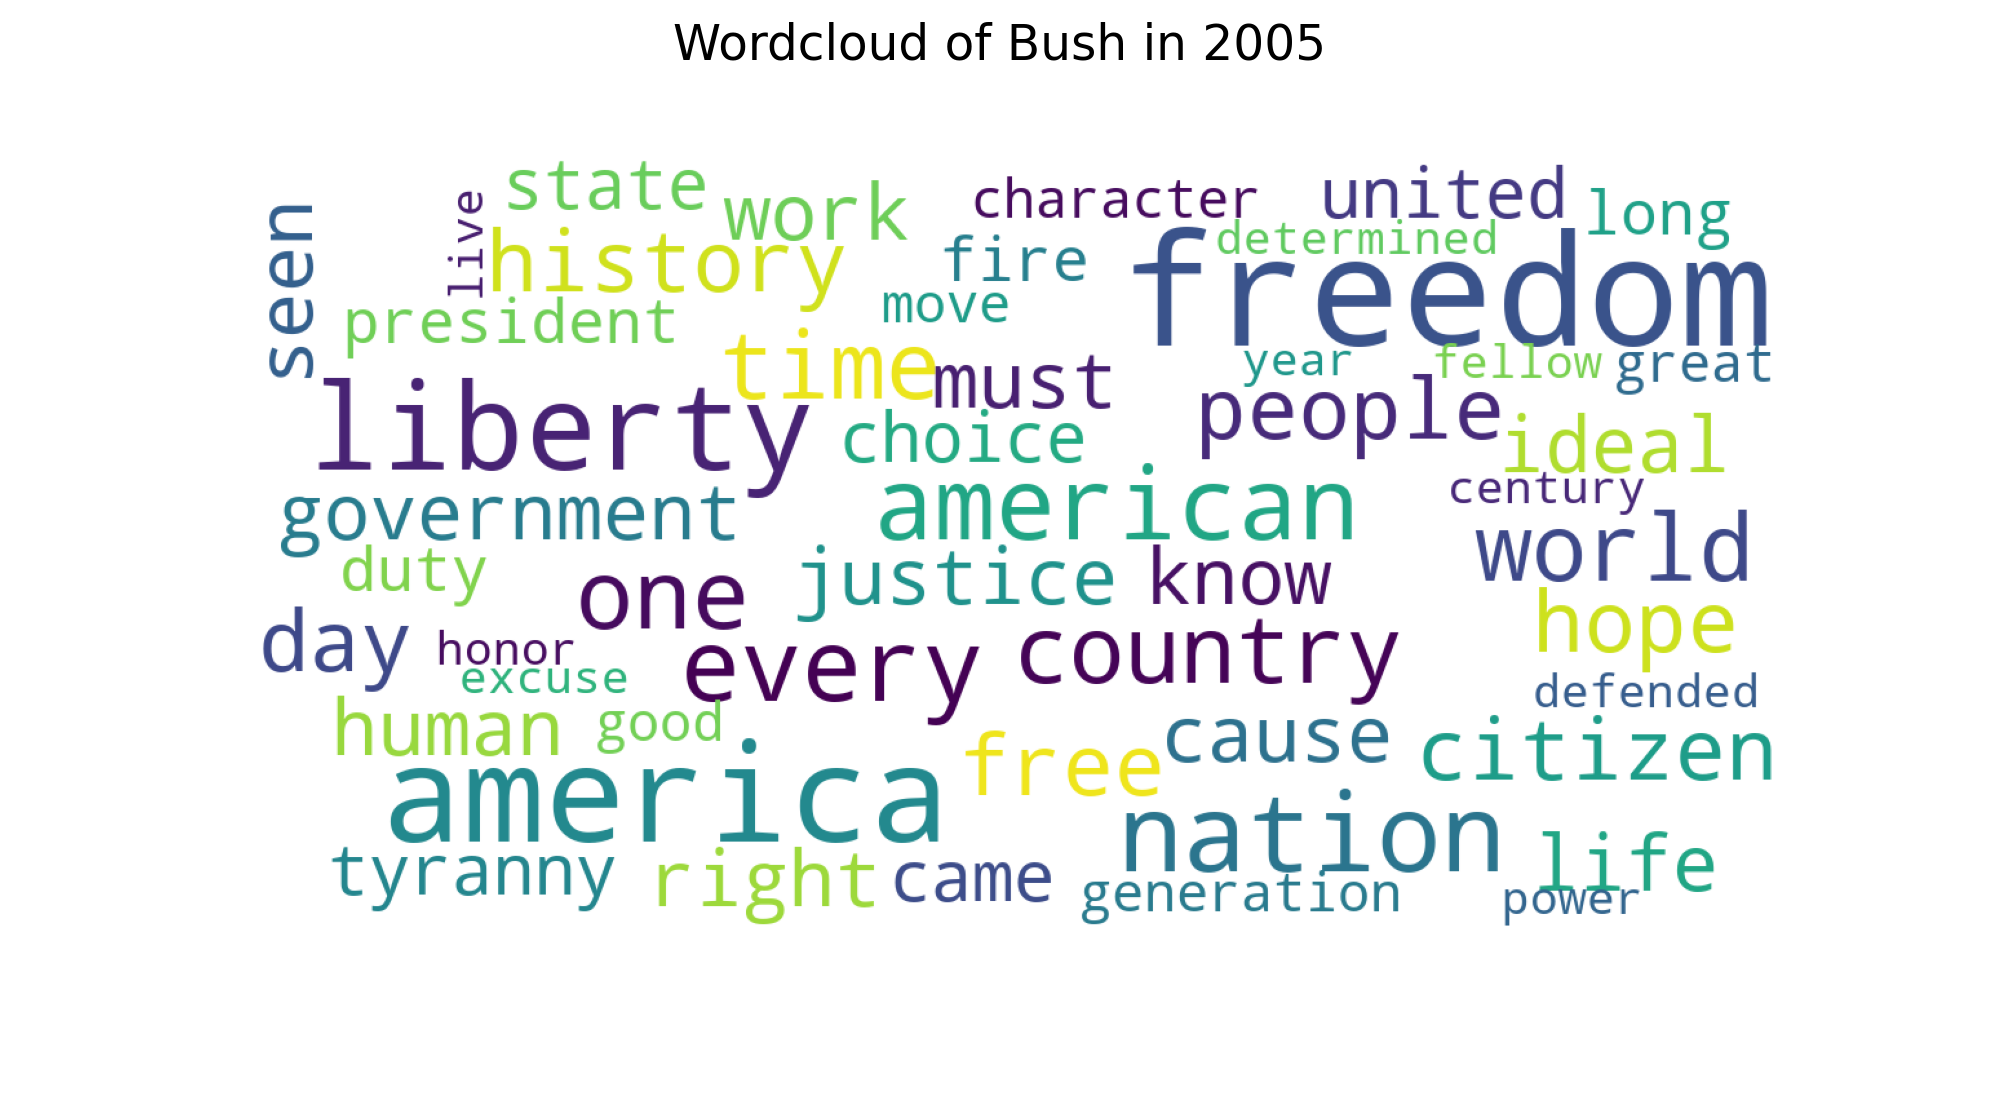 Wordcloud of Bush in 2005
state
work
character
united
long
seen
live
history
fire
determined
freedom
president
move
time
must
year
fellow
great
liberty
choice
people
ideal
government
american
century
world
duty
one
justice
know
hope
day
honor
excuse
every
country
defended
human
good
free
cause
citizen
america
nation
life
tyranny
right
came
generation
power